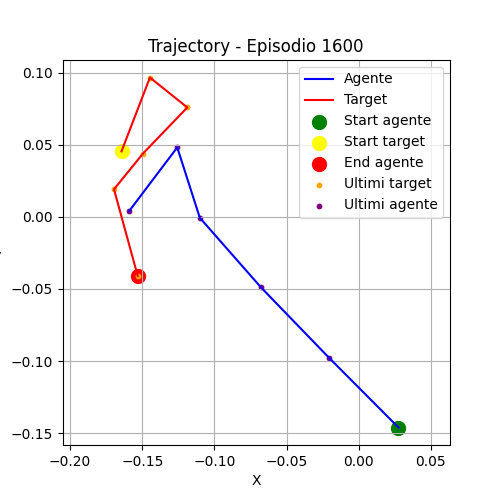 Trajectory - Episodio 1600
Agente
Target
Start agente
Start target
End agente
Ultimi target
Ultimi agente
0.10
0.05
0.00
−0.05
−0.10
−0.15
−0.20
−0.15
−0.10
−0.05
0.00
0.05
X